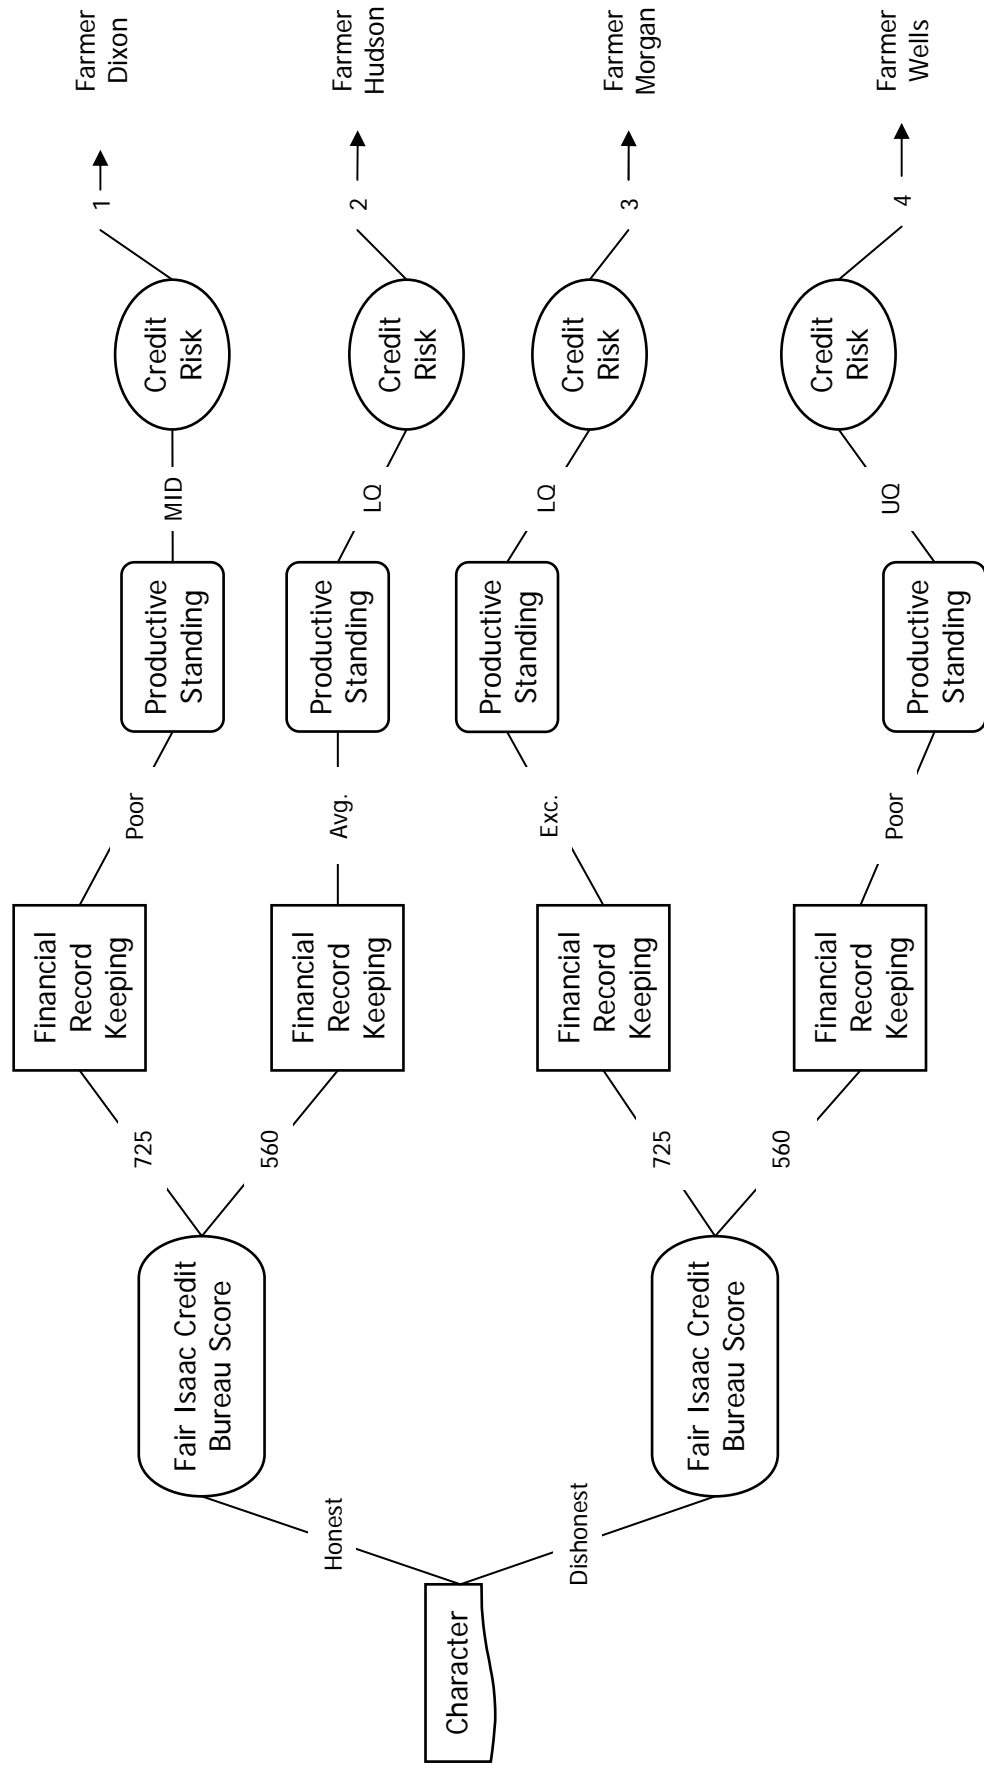 Character
Honest
Dishonest
Fair Isaac Credit
Bureau Score
Fair Isaac Credit
Bureau Score
725
560
725
560
Financial
Record
Keeping
Financial
Record
Keeping
Financial
Record
Keeping
Financial
Record
Keeping
Poor
Avg.
Exc.
Poor
Productive
Standing
Productive
Standing
Productive
Standing
Productive
Standing
MID
LQ
LQ
UQ
Credit
Risk
Credit
Risk
Credit
Risk
Credit
Risk
1
2
3
4
Farmer
Dixon
Farmer
Hudson
Farmer
Morgan
Farmer
Wells